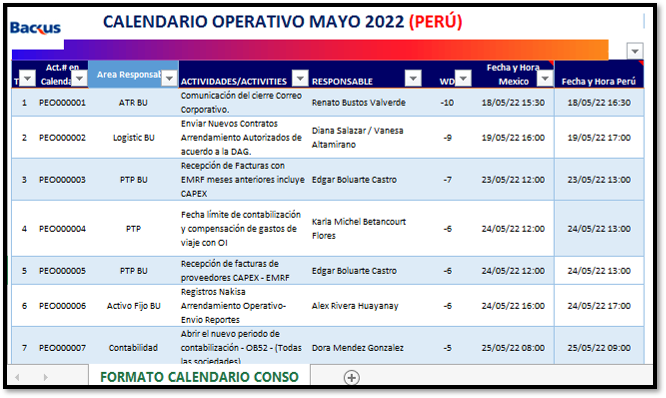 Backus
CALENDARIO OPERATIVO MAYO 2022 (PERÚ)
Act.# en
Calenda
Area Responsab
ACTIVIDADES/ACTIVITIES
RESPONSABLE
WD
Fecha y Hora
Mexico
Fecha y Hora Perú
1 PEO000001 ATR BU Comunicación del cierre Correo
Corporativo. Renato Bustos Valverde -10 18/05/22 15:30 18/05/22 16:30
2 PEO000002 Logistic BU Enviar Nuevos Contratos
Arrendamiento Autorizados de
acuerdo a la DAG. Diana Salazar / Vanesa
Altamirano -9 19/05/22 16:00 19/05/22 17:00
3 PEO000003 PTP BU Recepción de Facturas con
EMRF meses anteriores incluye
CAPEX Edgar Boluarte Castro -7 23/05/22 12:00 23/05/22 13:00
4 PEO000004 PTP Fecha límite de contabilización
y compensación de gastos de
viaje con OI Karla Michel Betancourt
Flores -6 24/05/22 12:00 24/05/22 13:00
5 PEO000005 PTP BU Recepción de facturas de
proveedores CAPEX - EMRF Edgar Boluarte Castro -6 24/05/22 12:00 24/05/22 13:00
6 PEO000006 Activo Fijo BU Registros Nakisa
Arrendamiento Operativo-
Envio Reportes Alex Rivera Huayanay -6 24/05/22 16:00 24/05/22 17:00
7 PEO000007 Contabilidad Abrir el nuevo periodo de
contabilización - OB52 - (Todas
las sociedades) Dora Mendez Gonzalez -5 25/05/22 08:00 25/05/22 09:00
FORMATO CALENDARIO CONSO